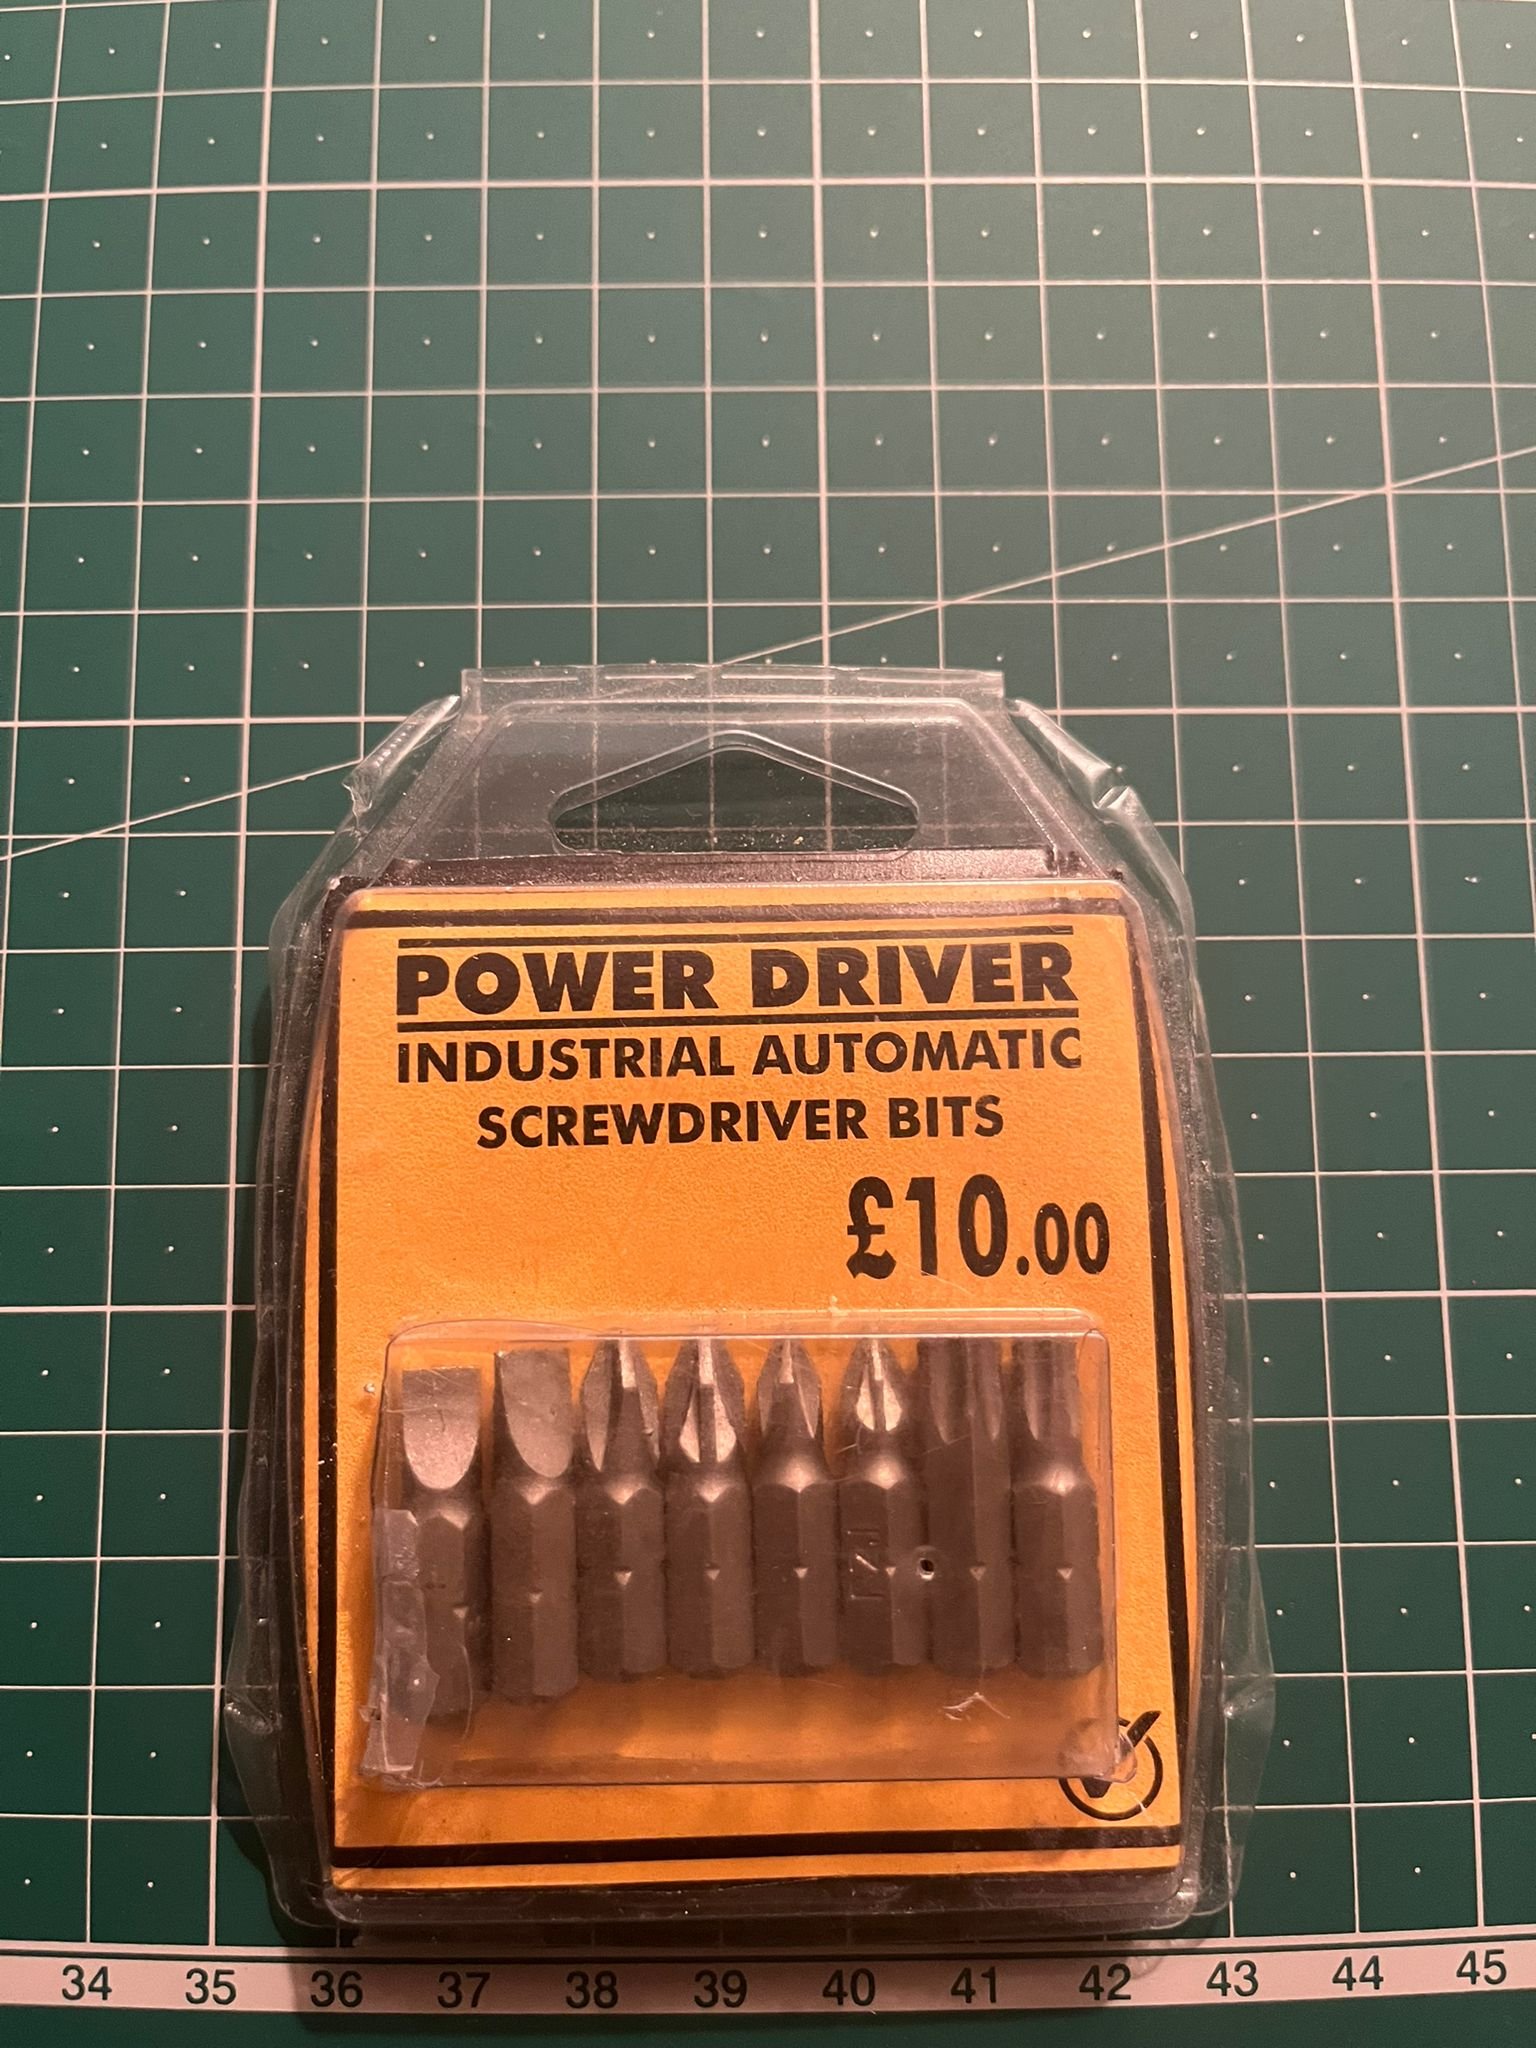 POWER DRIVER
INDUSTRIAL AUTOMATIC
SCREWDRIVER BITS
£10.00
34 35 36 37 38 39 40 41 42 43 44 45